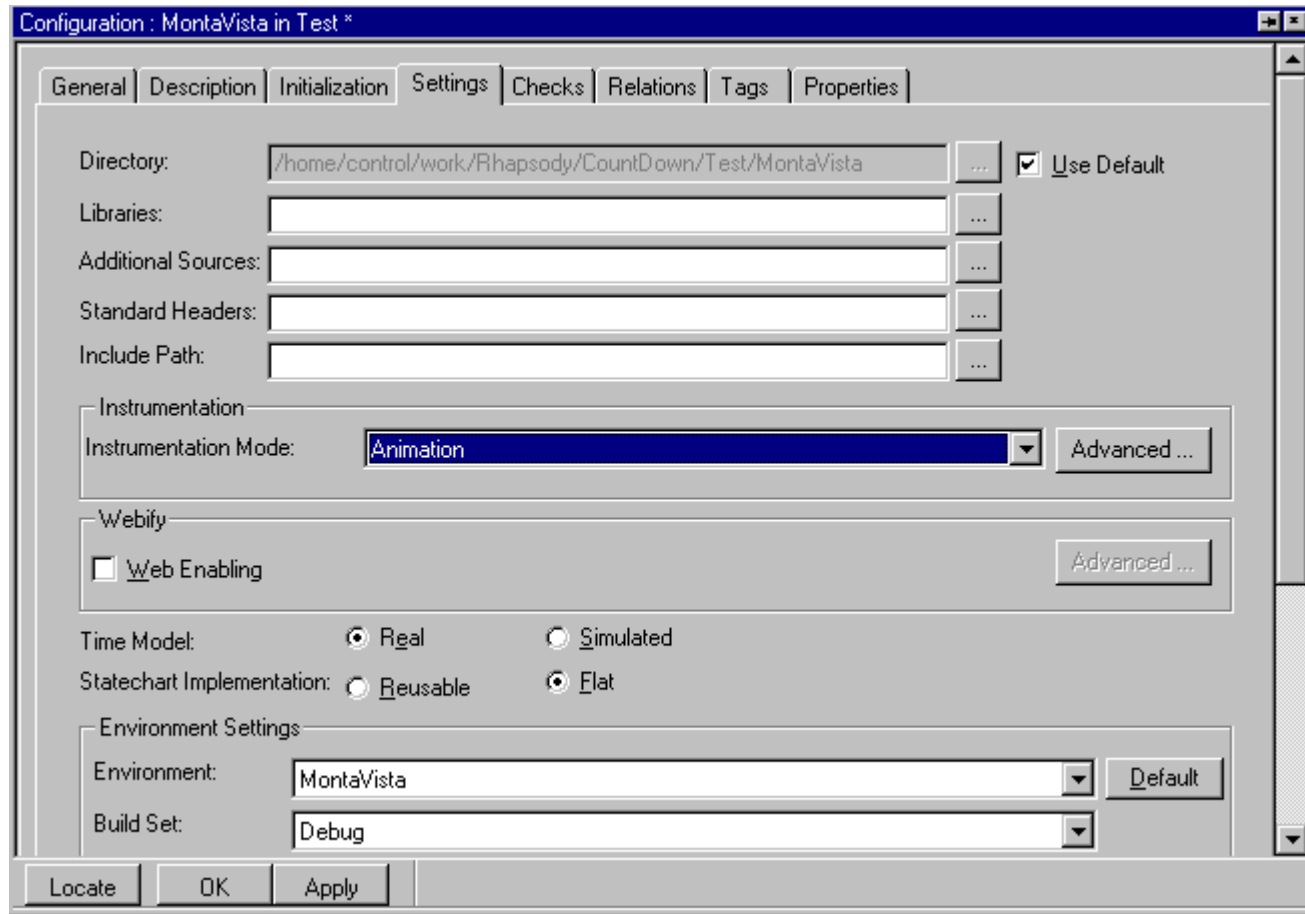 Configuration : MontaVista in Test *
General Description Initialization Settings Checks Relations Tags Properties
Directory: /home/control/work/Rhapsody/CountDown/Test/MontaVista ... Use Default
Libraries: ...
Additional Sources: ...
Standard Headers: ...
Include Path: ...
Instrumentation
Instrumentation Mode: Animation Advanced ...
Webify
Web Enabling Advanced ...
Time Model: Real Simulated
Statechart Implementation: Reusable Flat
Environment Settings
Environment: MontaVista Default
Build Set: Debug
Locate OK Apply